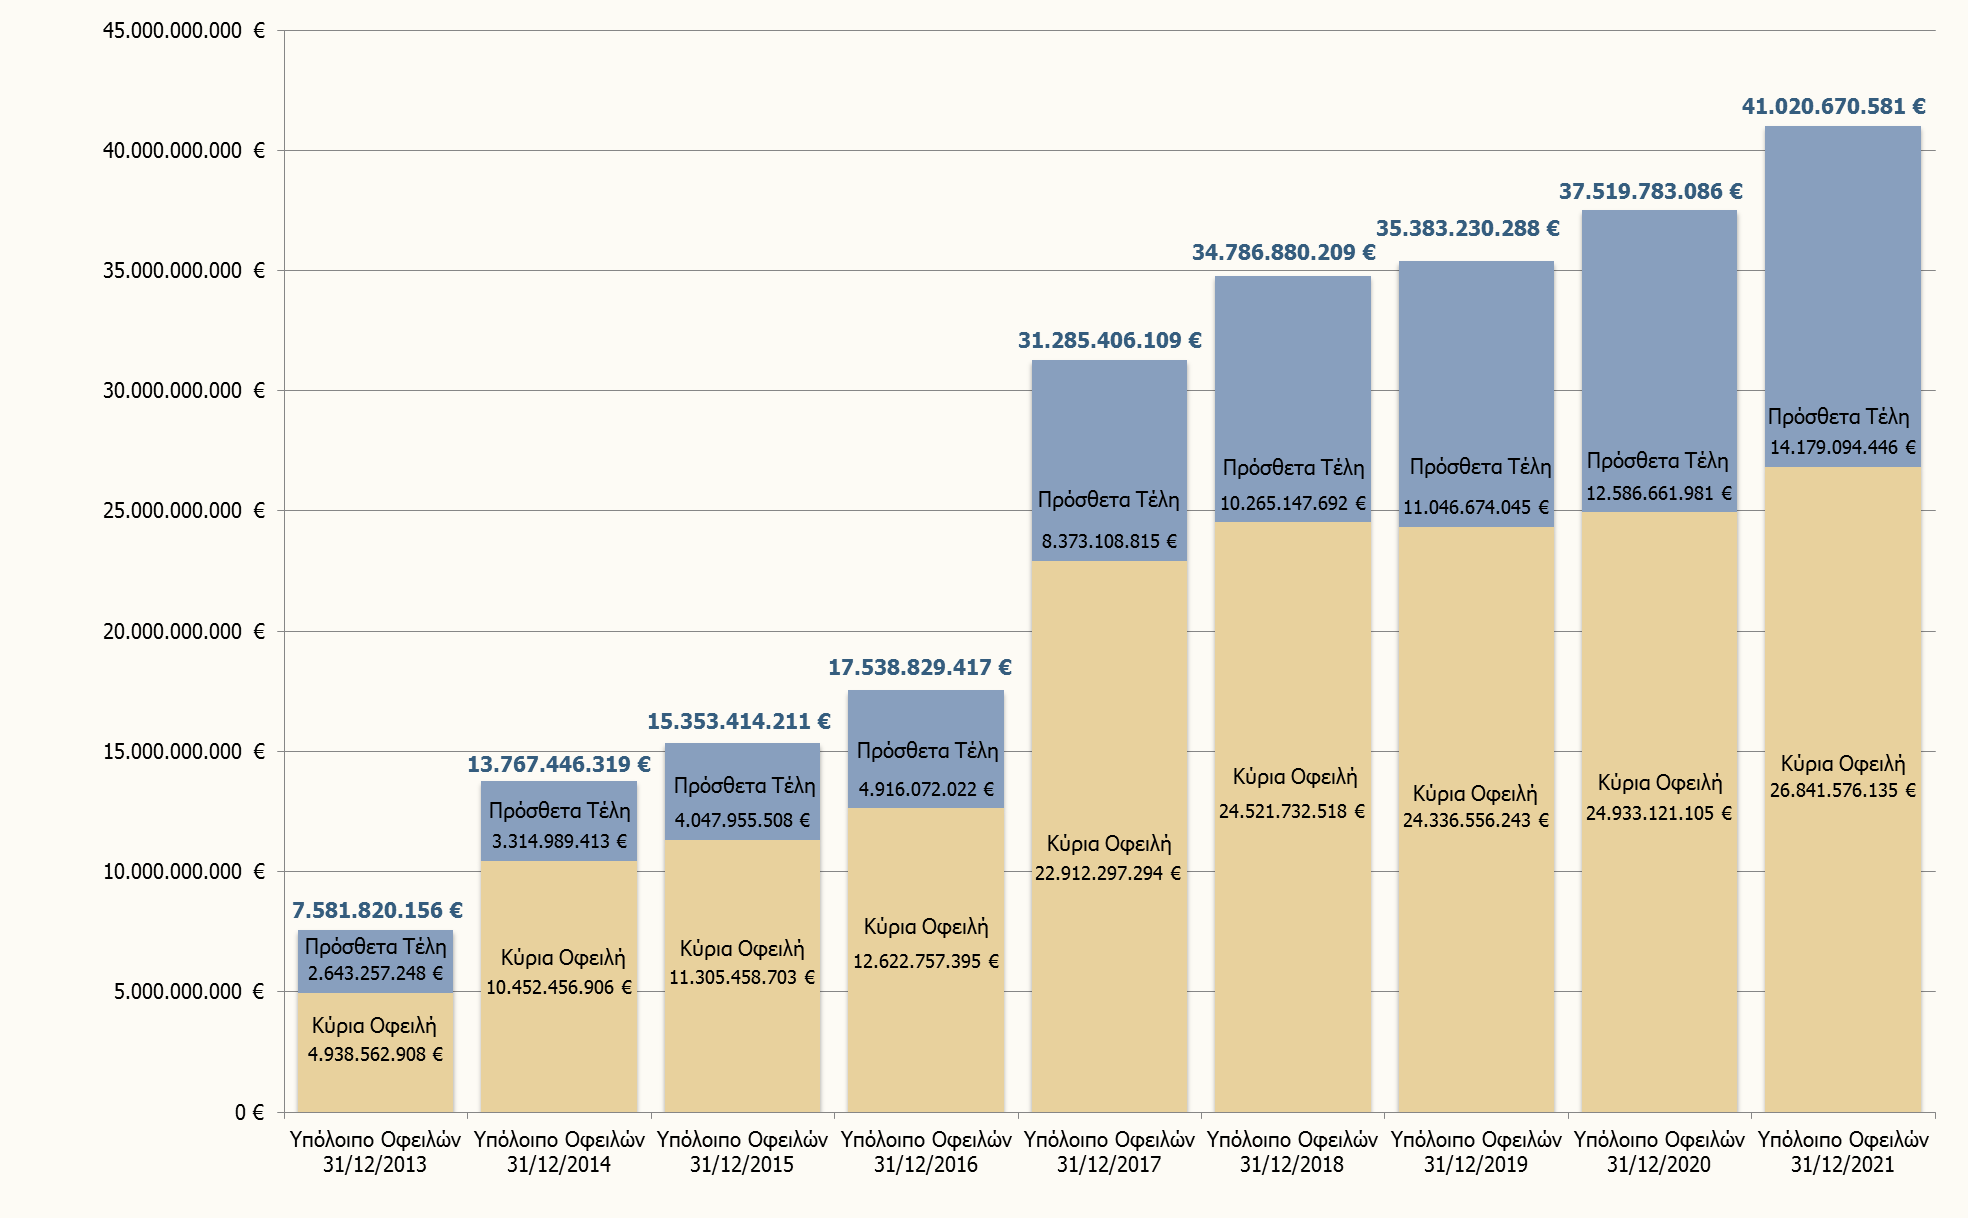 45.000.000.000 €
40.000.000.000 €
35.000.000.000 €
30.000.000.000 €
25.000.000.000 €
20.000.000.000 €
15.000.000.000 €
10.000.000.000 €
5.000.000.000 €
0 €
7.581.820.156 €
Πρόσθετα Τέλη
2.643.257.248 €
Κύρια Οφειλή
4.938.562.908 €
Υπόλοιπο Οφειλών
31/12/2013
13.767.446.319 €
Πρόσθετα Τέλη
3.314.989.413 €
Κύρια Οφειλή
10.452.456.906 €
Υπόλοιπο Οφειλών
31/12/2014
15.353.414.211 €
Πρόσθετα Τέλη
4.047.955.508 €
Κύρια Οφειλή
11.305.458.703 €
Υπόλοιπο Οφειλών
31/12/2015
17.538.829.417 €
Πρόσθετα Τέλη
4.916.072.022 €
Κύρια Οφειλή
12.622.757.395 €
Υπόλοιπο Οφειλών
31/12/2016
31.285.406.109 €
Πρόσθετα Τέλη
8.373.108.815 €
Κύρια Οφειλή
22.912.297.294 €
Υπόλοιπο Οφειλών
31/12/2017
34.786.880.209 €
Πρόσθετα Τέλη
10.265.147.692 €
Κύρια Οφειλή
24.521.732.518 €
Υπόλοιπο Οφειλών
31/12/2018
35.383.230.288 €
Πρόσθετα Τέλη
11.046.674.045 €
Κύρια Οφειλή
24.336.556.243 €
Υπόλοιπο Οφειλών
31/12/2019
37.519.783.086 €
Πρόσθετα Τέλη
12.586.661.981 €
Κύρια Οφειλή
24.933.121.105 €
Υπόλοιπο Οφειλών
31/12/2020
41.020.670.581 €
Πρόσθετα Τέλη
14.179.094.446 €
Κύρια Οφειλή
26.841.576.135 €
Υπόλοιπο Οφειλών
31/12/2021